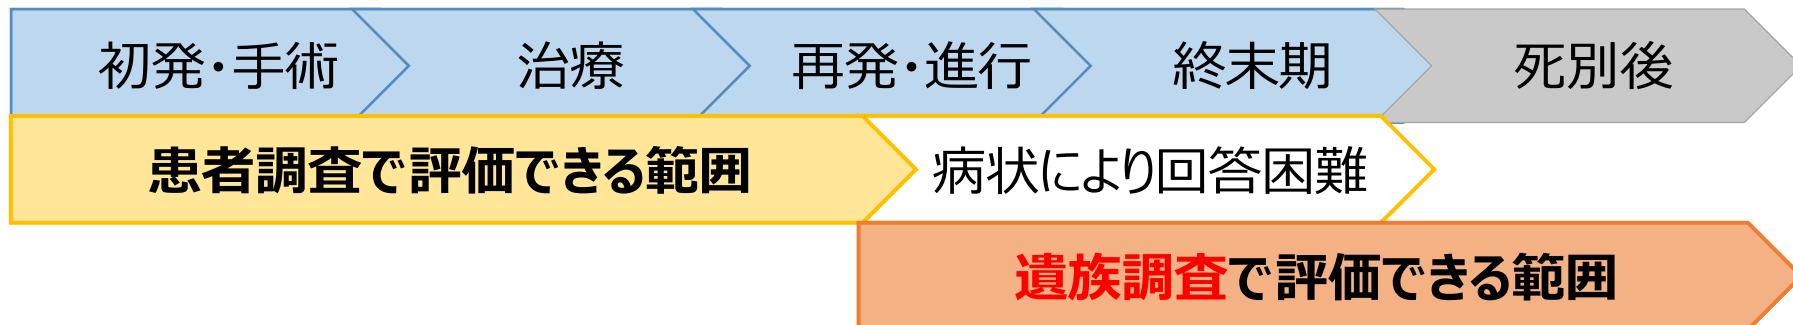 初発・手術
治療
再発・進行
終末期
死別後
患者調査で評価できる範囲
病状により回答困難
遺族調査で評価できる範囲